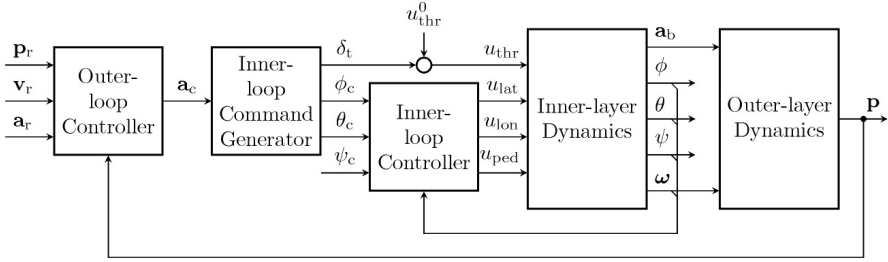 u⁰_thr
p_r
v_r
a_r
Outer-
loop
Controller
a_c
Inner-
loop
Command
Generator
δ_t
ϕ_c
θ_c
ψ_c
Inner-
loop
Controller
u_thr
u_lat
u_lon
u_ped
Inner-layer
Dynamics
a_b
ϕ
θ
ψ
ω
Outer-layer
Dynamics
p